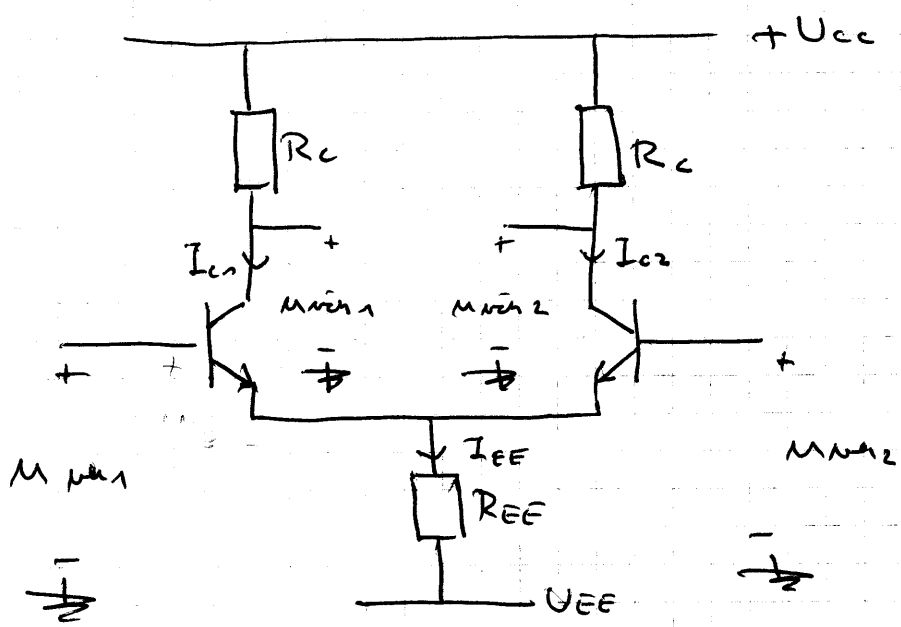 + Ucc
Rc
Rc
+
+
Ic1
Ic2
-
-
+
+
+
IEE
REE
-
-
UEE